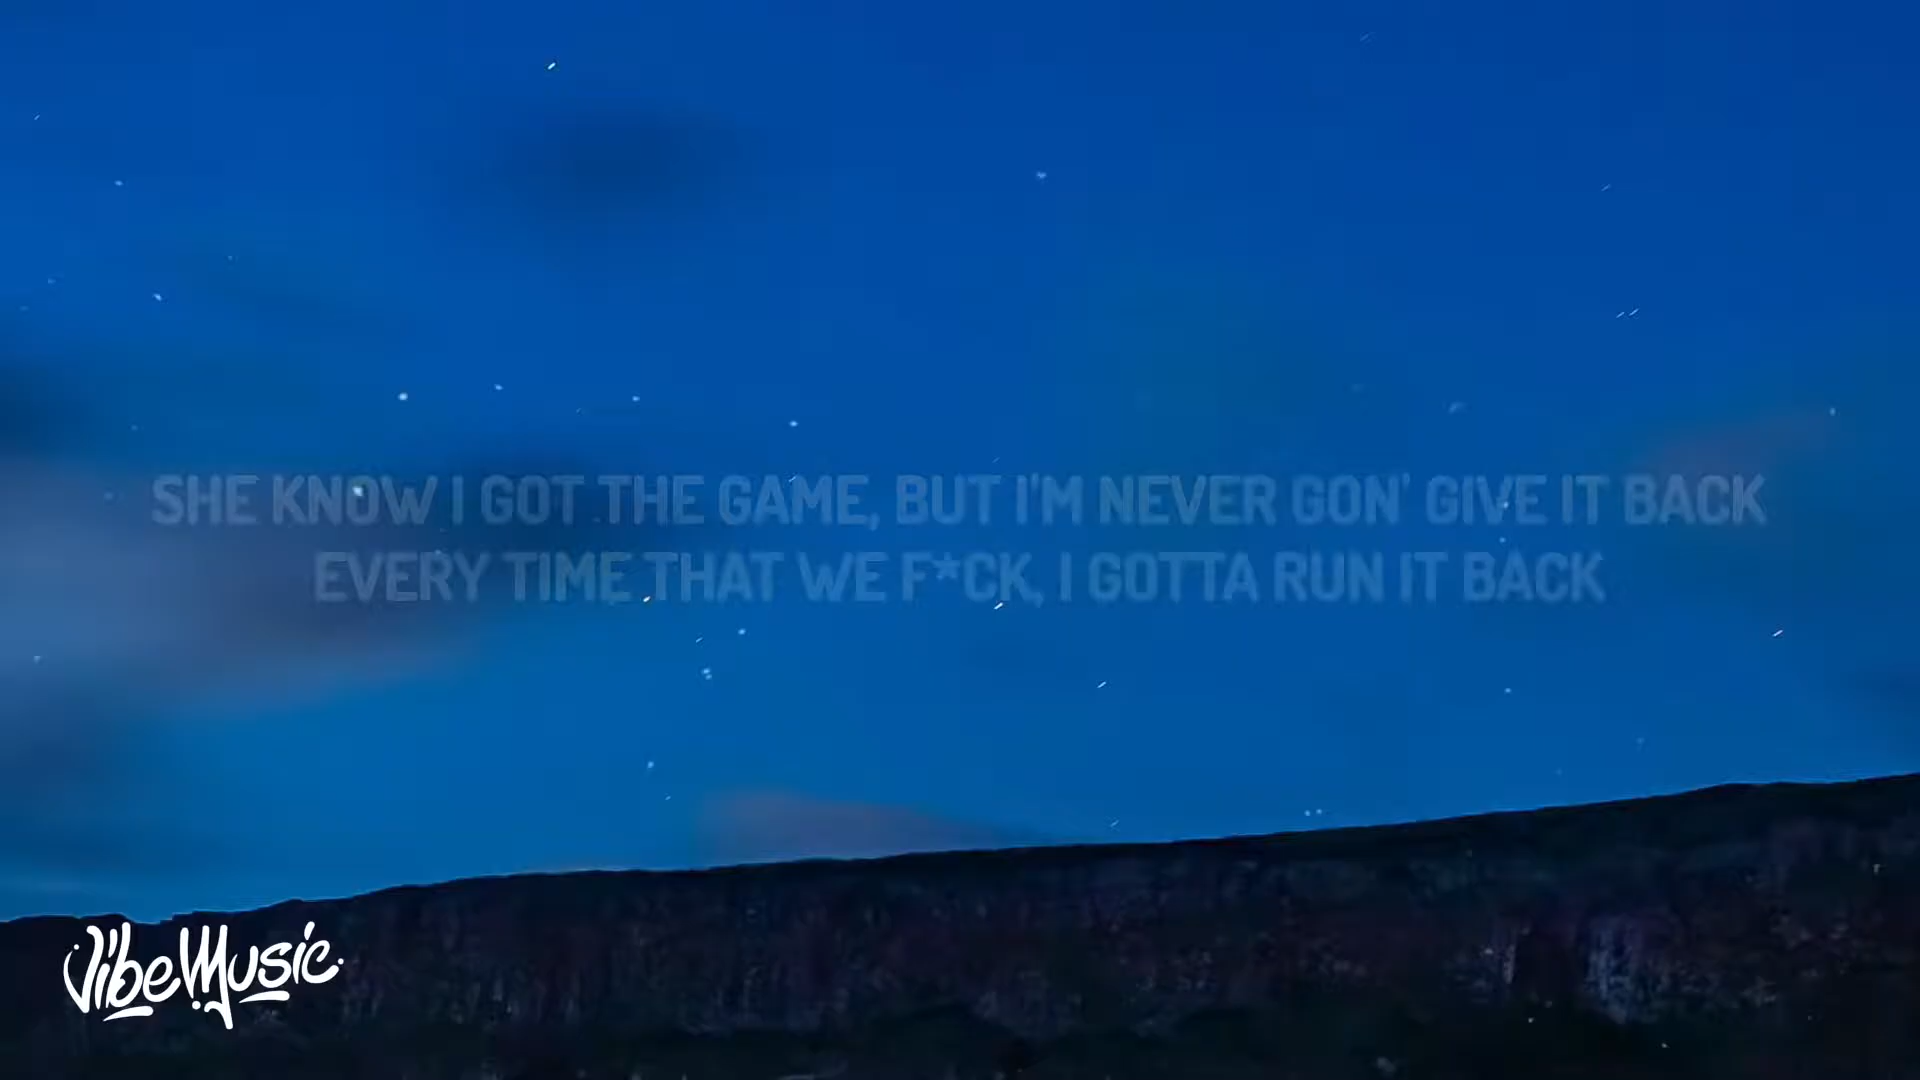 SHE KNOW I GOT THE GAME, BUT I'M NEVER GON' GIVE IT BACK
EVERY TIME THAT WE F*CK, I GOTTA RUN IT BACK
VibeMusic